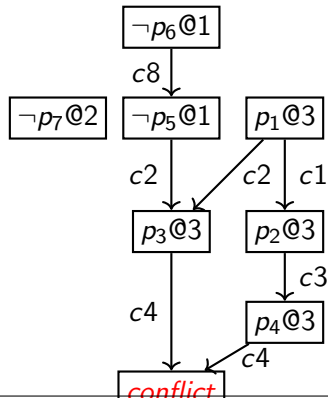 ¬p₆@1
c8
¬p₇@2 ¬p₅@1 p₁@3
c2 c2 c1
p₃@3 p₂@3
c3
c4 p₄@3
c4
conflict